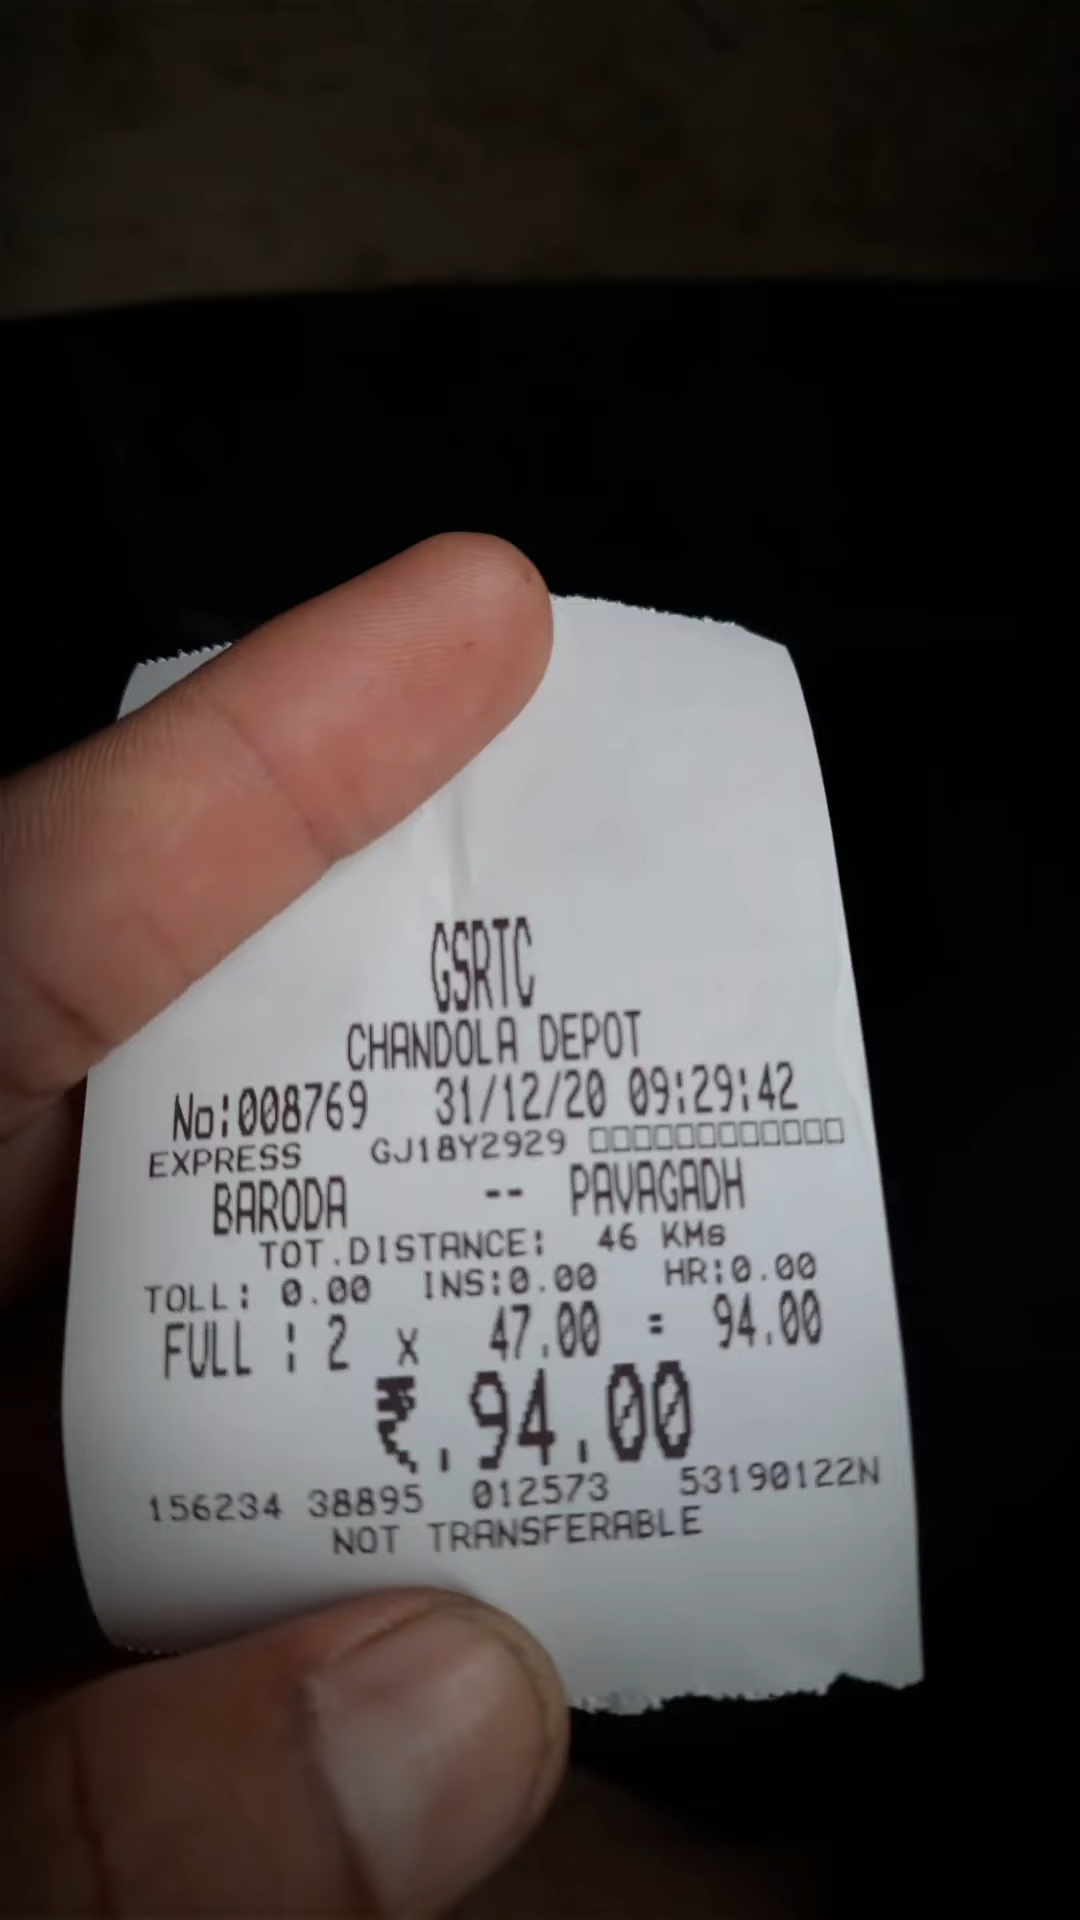 GSRTC
CHANDOLA DEPOT
No:008769 31/12/20 09:29:42
EXPRESS GJ18Y2929 □□□□□□□□□□□□
BARODA -- PAVAGADH
TOT.DISTANCE: 46 KMs
TOLL: 0.00 INS:0.00 HR:0.00
FULL : 2 x 47.00 = 94.00
₹.94.00
156234 38895 012573 53190122N
NOT TRANSFERABLE